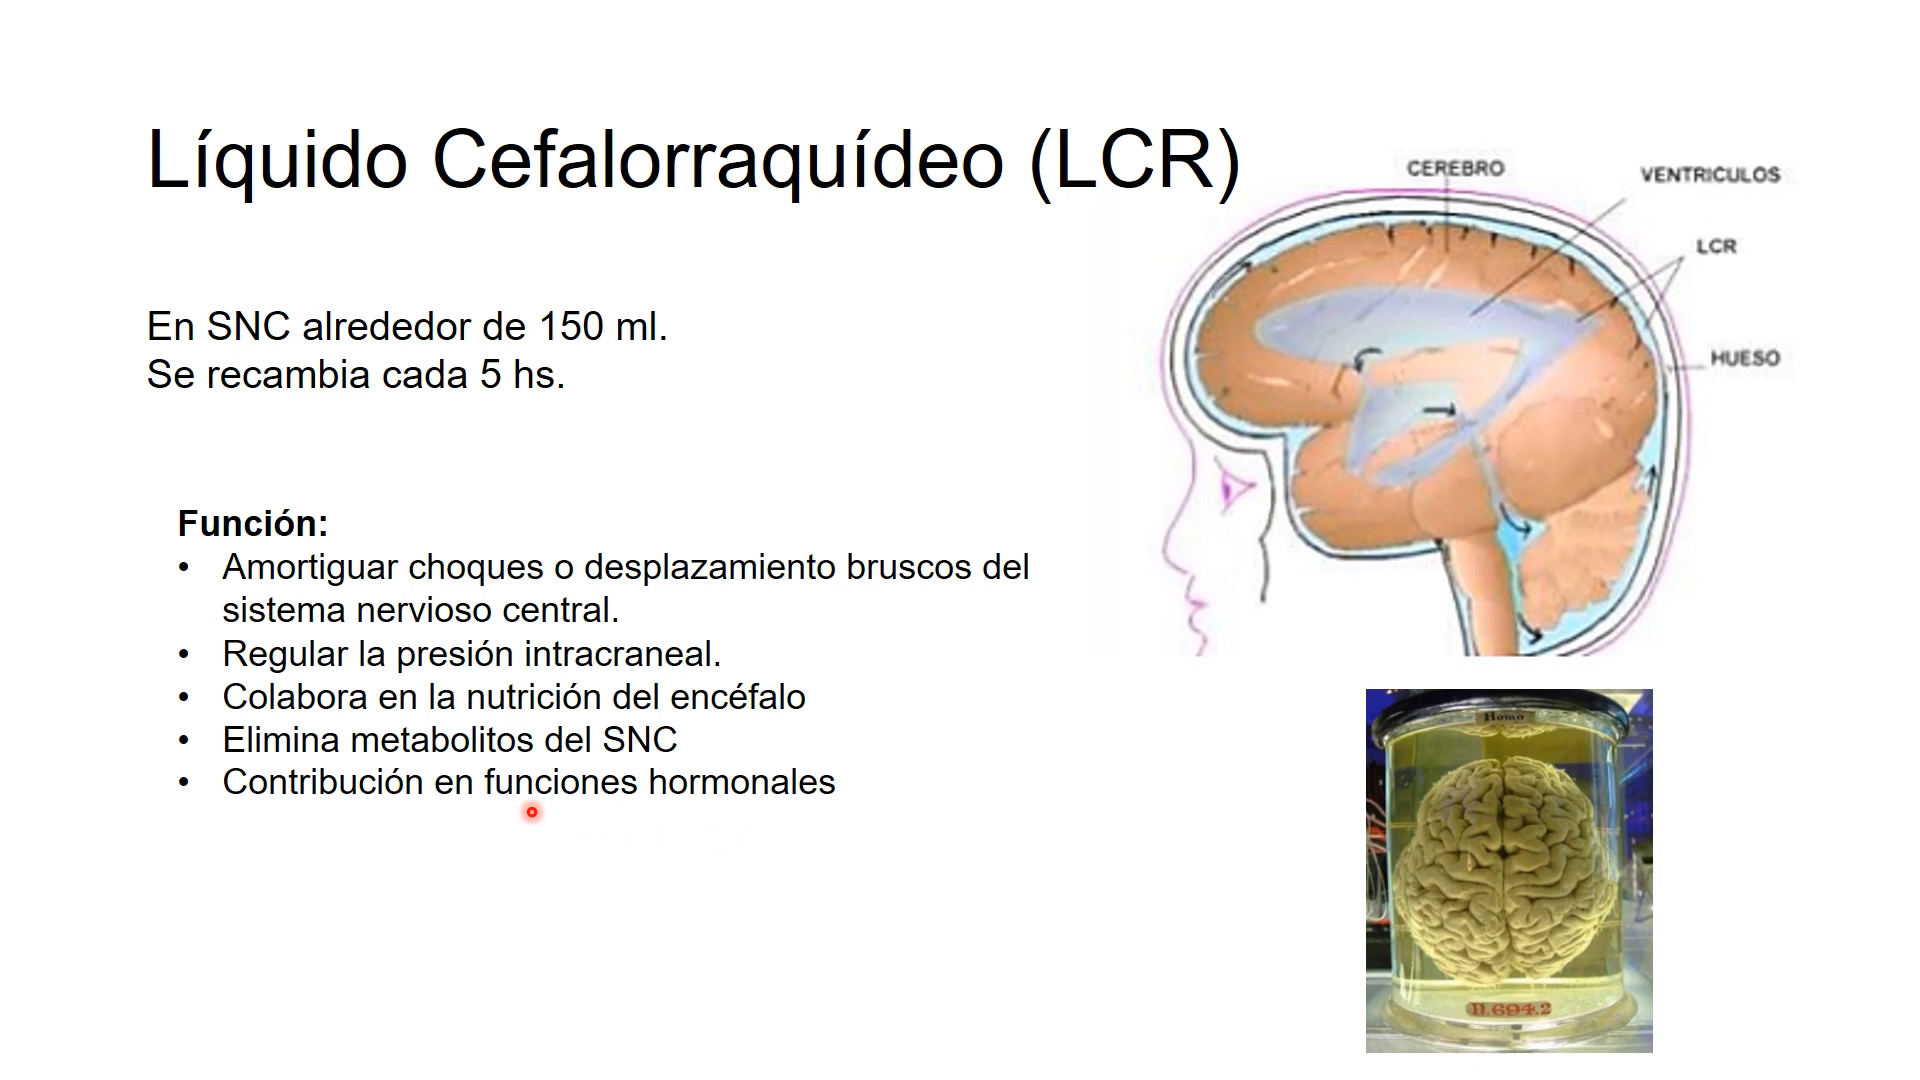 Líquido Cefalorraquídeo (LCR)
En SNC alrededor de 150 ml.
Se recambia cada 5 hs.
Función:
• Amortiguar choques o desplazamiento bruscos del
sistema nervioso central.
• Regular la presión intracraneal.
• Colabora en la nutrición del encéfalo
• Elimina metabolitos del SNC
• Contribución en funciones hormonales
CEREBRO
VENTRICULOS
LCR
HUESO
Homo
II.694.2